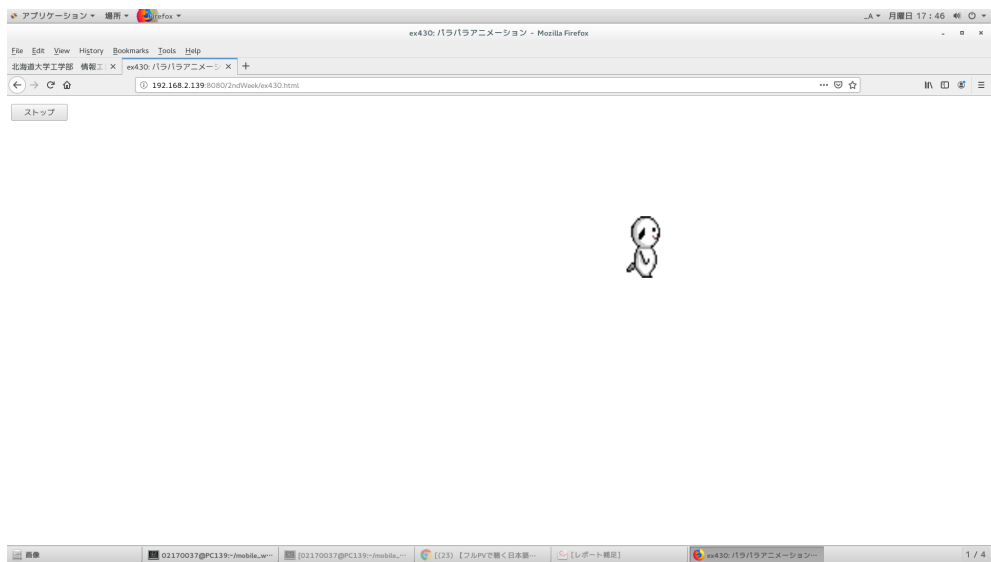 アプリケーション 場所 Firefox _A 月曜日 17:46
ex430: パラパラアニメーション - Mozilla Firefox
File Edit View History Bookmarks Tools Help
北海道大学工学部 情報エ ex430: パラパラアニメーシ
192.168.2.139:8080/2ndWeek/ex430.html
ストップ
画像 02170037@PC139:~/mobile_w… [02170037@PC139:~/mobile_… [(23) 【フルPVで聴く日本語… [レポート補足] ex430: パラパラアニメーション… 1 / 4